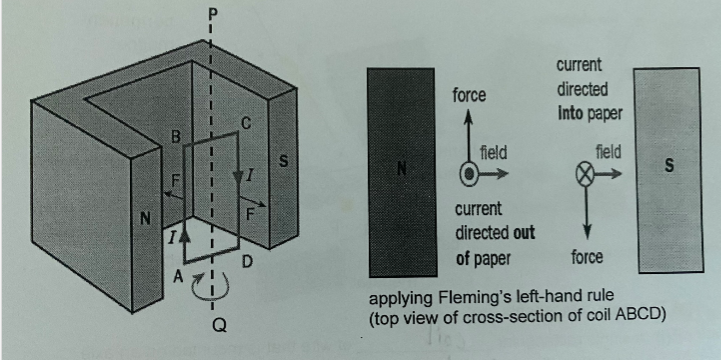 P
B
C
S
F
I
N
F
I
A
D
Q
force
field
N
current
directed out
of paper
current
directed
into paper
field
S
force
applying Fleming's left-hand rule
(top view of cross-section of coil ABCD)